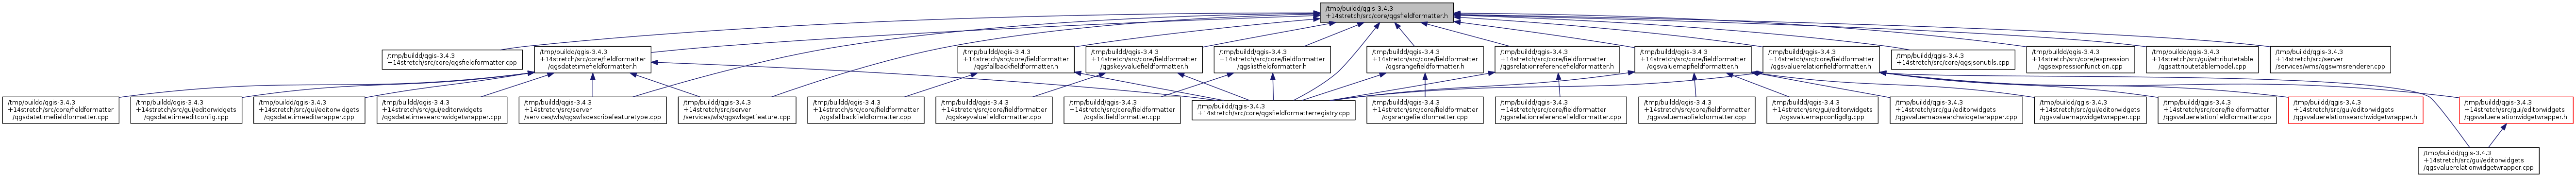 /tmp/buildd/qgis-3.4.3
+14stretch/src/core/qgsfieldformatter.h
/tmp/buildd/qgis-3.4.3
+14stretch/src/core/qgsfieldformatter.cpp
/tmp/buildd/qgis-3.4.3
+14stretch/src/core/fieldformatter
/qgsdatetimefieldformatter.h
/tmp/buildd/qgis-3.4.3
+14stretch/src/core/fieldformatter
/qgsfallbackfieldformatter.h
/tmp/buildd/qgis-3.4.3
+14stretch/src/core/fieldformatter
/qgskeyvaluefieldformatter.h
/tmp/buildd/qgis-3.4.3
+14stretch/src/core/fieldformatter
/qgslistfieldformatter.h
/tmp/buildd/qgis-3.4.3
+14stretch/src/core/fieldformatter
/qgsrangefieldformatter.h
/tmp/buildd/qgis-3.4.3
+14stretch/src/core/fieldformatter
/qgsrelationreferencefieldformatter.h
/tmp/buildd/qgis-3.4.3
+14stretch/src/core/fieldformatter
/qgsvaluemapfieldformatter.h
/tmp/buildd/qgis-3.4.3
+14stretch/src/core/fieldformatter
/qgsvaluerelationfieldformatter.h
/tmp/buildd/qgis-3.4.3
+14stretch/src/core/qgsjsonutils.cpp
/tmp/buildd/qgis-3.4.3
+14stretch/src/core/expression
/qgsexpressionfunction.cpp
/tmp/buildd/qgis-3.4.3
+14stretch/src/gui/attributetable
/qgsattributetablemodel.cpp
/tmp/buildd/qgis-3.4.3
+14stretch/src/server
/services/wms/qgswmsrenderer.cpp
/tmp/buildd/qgis-3.4.3
+14stretch/src/core/fieldformatter
/qgsdatetimefieldformatter.cpp
/tmp/buildd/qgis-3.4.3
+14stretch/src/gui/editorwidgets
/qgsdatetimeeditconfig.cpp
/tmp/buildd/qgis-3.4.3
+14stretch/src/gui/editorwidgets
/qgsdatetimeeditwrapper.cpp
/tmp/buildd/qgis-3.4.3
+14stretch/src/gui/editorwidgets
/qgsdatetimesearchwidgetwrapper.cpp
/tmp/buildd/qgis-3.4.3
+14stretch/src/server
/services/wfs/qgswfsdescribefeaturetype.cpp
/tmp/buildd/qgis-3.4.3
+14stretch/src/server
/services/wfs/qgswfsgetfeature.cpp
/tmp/buildd/qgis-3.4.3
+14stretch/src/core/fieldformatter
/qgsfallbackfieldformatter.cpp
/tmp/buildd/qgis-3.4.3
+14stretch/src/core/fieldformatter
/qgskeyvaluefieldformatter.cpp
/tmp/buildd/qgis-3.4.3
+14stretch/src/core/fieldformatter
/qgslistfieldformatter.cpp
/tmp/buildd/qgis-3.4.3
+14stretch/src/core/qgsfieldformatterregistry.cpp
/tmp/buildd/qgis-3.4.3
+14stretch/src/core/fieldformatter
/qgsrangefieldformatter.cpp
/tmp/buildd/qgis-3.4.3
+14stretch/src/core/fieldformatter
/qgsrelationreferencefieldformatter.cpp
/tmp/buildd/qgis-3.4.3
+14stretch/src/core/fieldformatter
/qgsvaluemapfieldformatter.cpp
/tmp/buildd/qgis-3.4.3
+14stretch/src/gui/editorwidgets
/qgsvaluemapconfigdlg.cpp
/tmp/buildd/qgis-3.4.3
+14stretch/src/gui/editorwidgets
/qgsvaluemapsearchwidgetwrapper.cpp
/tmp/buildd/qgis-3.4.3
+14stretch/src/gui/editorwidgets
/qgsvaluemapwidgetwrapper.cpp
/tmp/buildd/qgis-3.4.3
+14stretch/src/core/fieldformatter
/qgsvaluerelationfieldformatter.cpp
/tmp/buildd/qgis-3.4.3
+14stretch/src/gui/editorwidgets
/qgsvaluerelationsearchwidgetwrapper.h
/tmp/buildd/qgis-3.4.3
+14stretch/src/gui/editorwidgets
/qgsvaluerelationwidgetwrapper.h
/tmp/buildd/qgis-3.4.3
+14stretch/src/gui/editorwidgets
/qgsvaluerelationwidgetwrapper.cpp